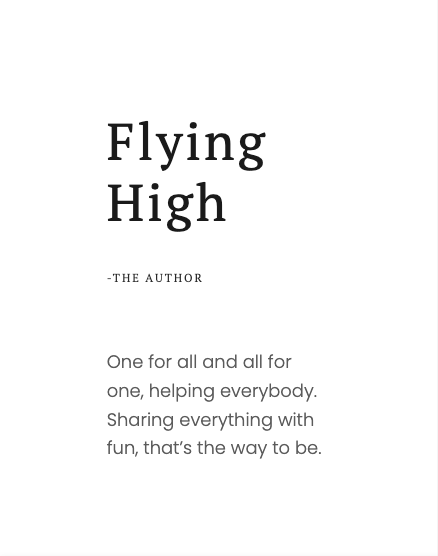 Flying
High
-THE AUTHOR
One for all and all for
one, helping everybody.
Sharing everything with
fun, that’s the way to be.